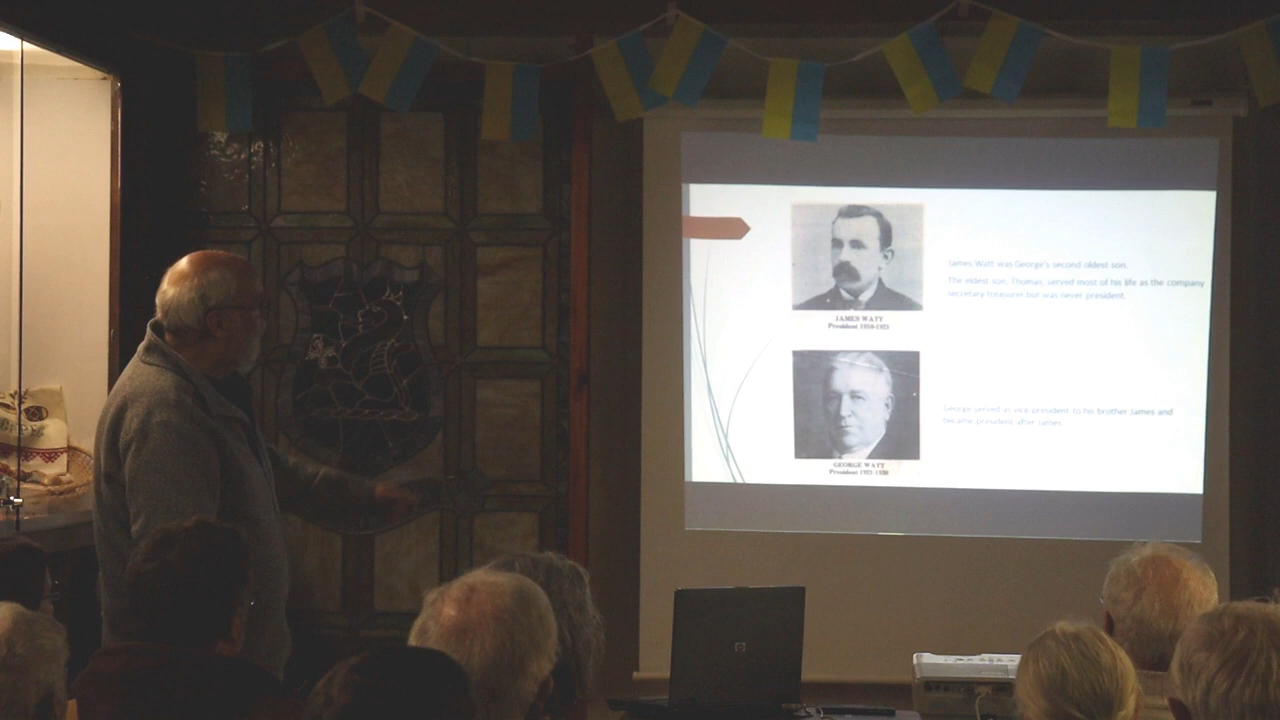 James Watt was George's second oldest son.
The eldest son, Thomas, served most of his life as the company
secretary treasurer but was never president.
JAMES WATT
President
George served as vice president to his brother James and
became president after James.
GEORGE WATT
President